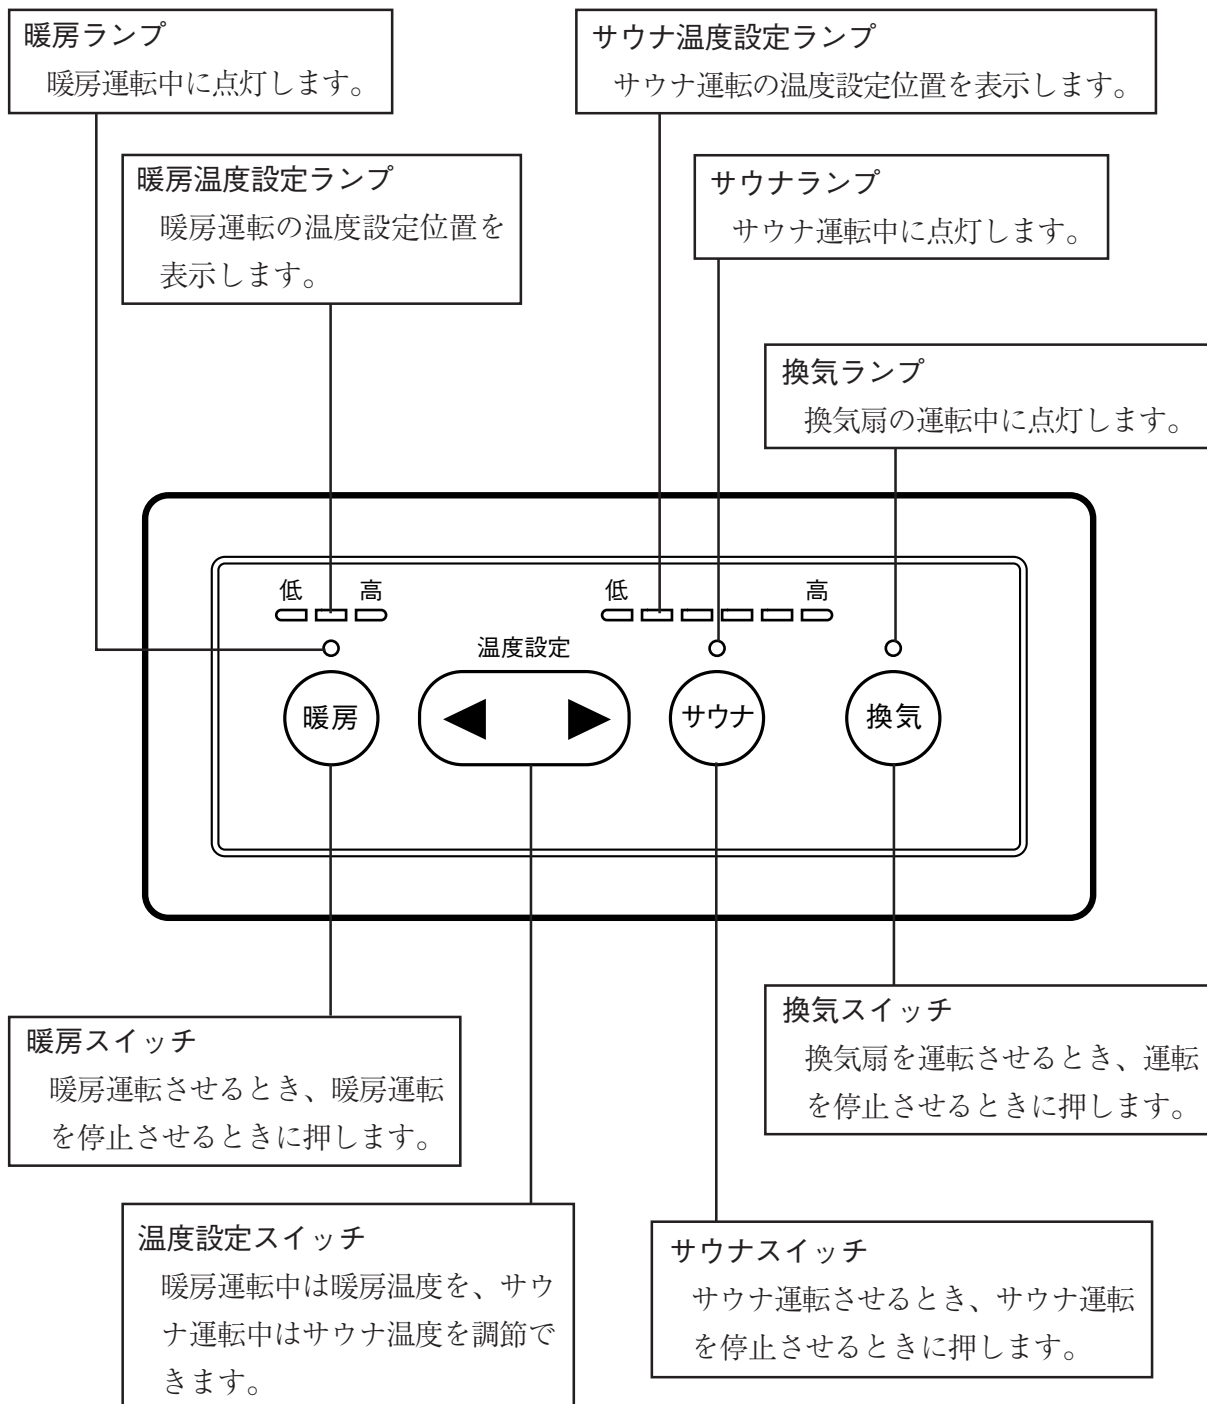 暖房ランプ
暖房運転中に点灯します。
サウナ温度設定ランプ
サウナ運転の温度設定位置を表示します。
暖房温度設定ランプ
暖房運転の温度設定位置を
表示します。
サウナランプ
サウナ運転中に点灯します。
換気ランプ
換気扇の運転中に点灯します。
低 高
低 高
温度設定
暖房
サウナ
換気
暖房スイッチ
暖房運転させるとき、暖房運転
を停止させるときに押します。
換気スイッチ
換気扇を運転させるとき、運転
を停止させるときに押します。
温度設定スイッチ
暖房運転中は暖房温度を、サウ
ナ運転中はサウナ温度を調節で
きます。
サウナスイッチ
サウナ運転させるとき、サウナ運転
を停止させるときに押します。